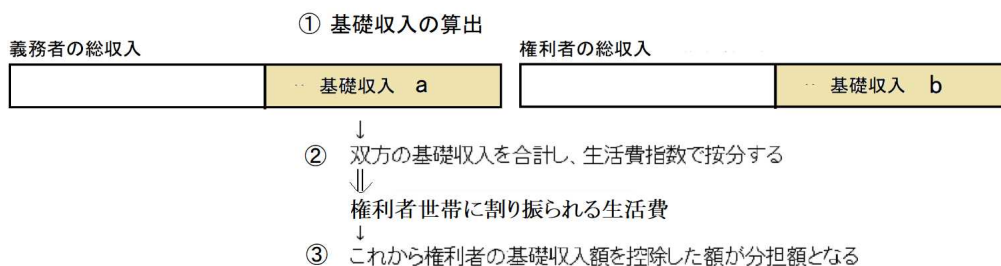 ① 基礎収入の算出
義務者の総収入
権利者の総収入
基礎収入 a
基礎収入 b
↓
② 双方の基礎収入を合計し、生活費指数で按分する
⇓
権利者世帯に割り振られる生活費
↓
③ これから権利者の基礎収入額を控除した額が分担額となる